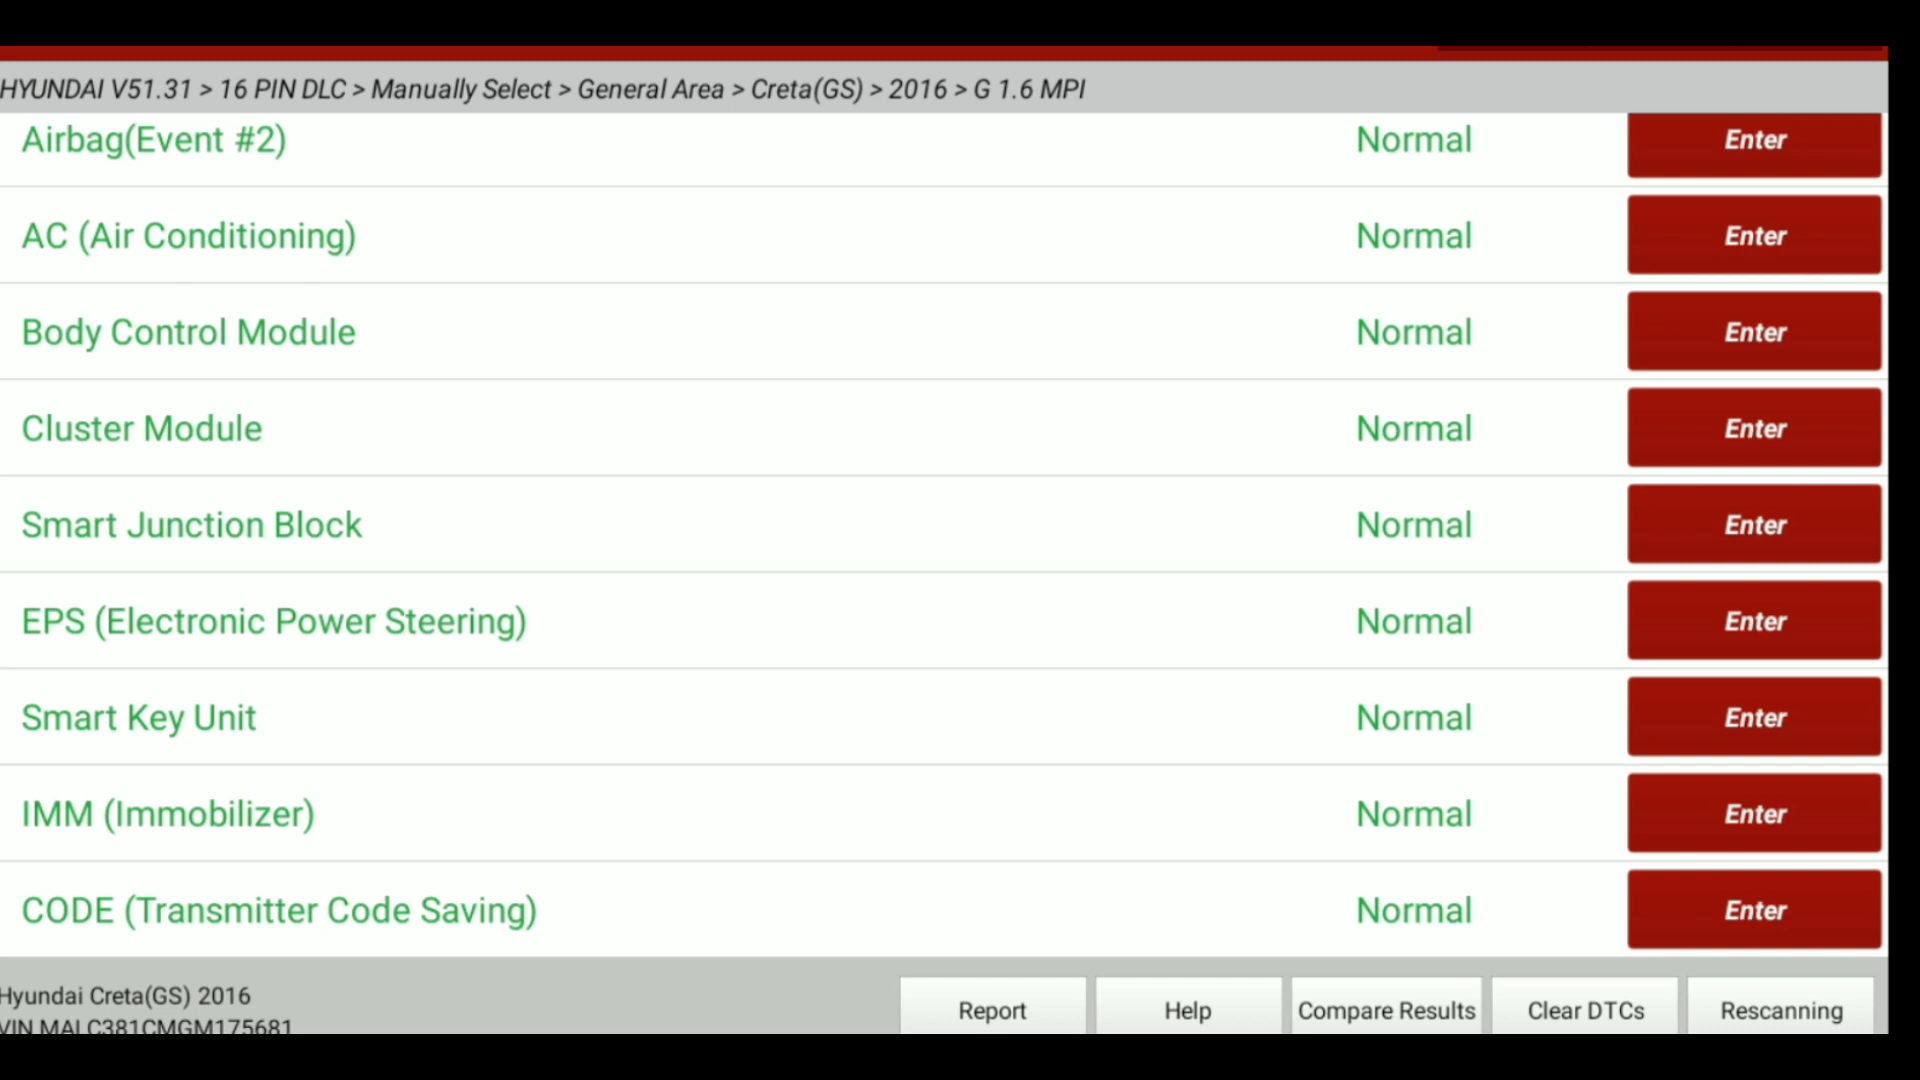 HYUNDAI V51.31 > 16 PIN DLC > Manually Select > General Area > Creta(GS) > 2016 > G 1.6 MPI
Airbag(Event #2) Normal Enter
AC (Air Conditioning) Normal Enter
Body Control Module Normal Enter
Cluster Module Normal Enter
Smart Junction Block Normal Enter
EPS (Electronic Power Steering) Normal Enter
Smart Key Unit Normal Enter
IMM (Immobilizer) Normal Enter
CODE (Transmitter Code Saving) Normal Enter
Hyundai Creta(GS) 2016
VIN MALC381CMGM175681
Report Help Compare Results Clear DTCs Rescanning